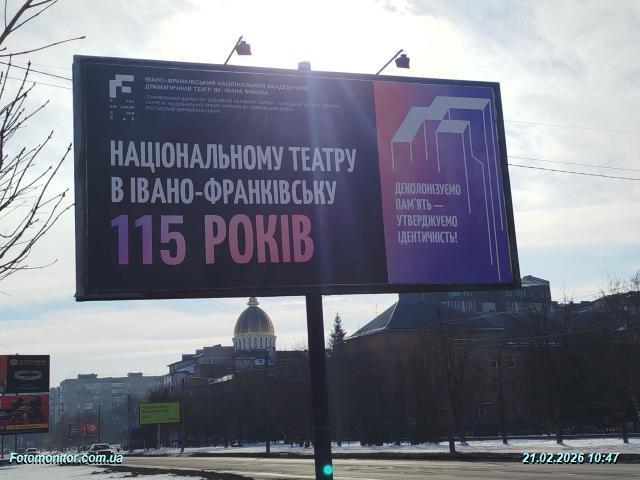 ІВАНО-ФРАНКІВСЬКИЙ НАЦІОНАЛЬНИЙ АКАДЕМІЧНИЙ
ДРАМАТИЧНИЙ ТЕАТР ІМ. ІВАНА ФРАНКА
НАЦІОНАЛЬНОМУ ТЕАТРУ
В ІВАНО-ФРАНКІВСЬКУ
115 РОКІВ
ДЕКОЛОНІЗУЄМО
ПАМ'ЯТЬ —
УТВЕРДЖУЄМО
ІДЕНТИЧНІСТЬ!
Fotomonitor.com.ua
21.02.2026 10:47